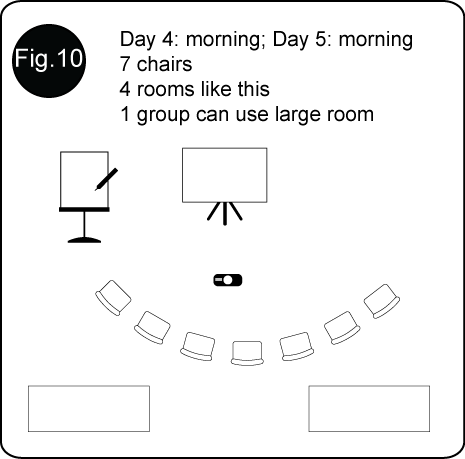 Fig.10
Day 4: morning; Day 5: morning
7 chairs
4 rooms like this
1 group can use large room